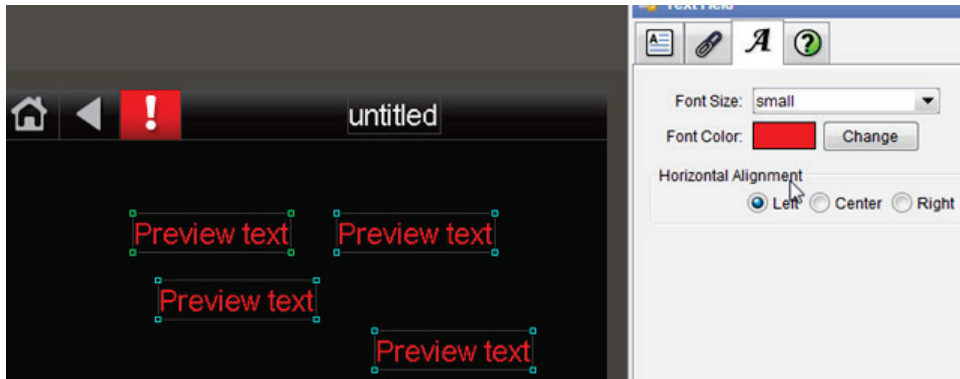 Text Field
A
!
untitled
Font Size: small
Font Color: Change
Horizontal Alignment
Left Center Right
Preview text Preview text
Preview text
Preview text